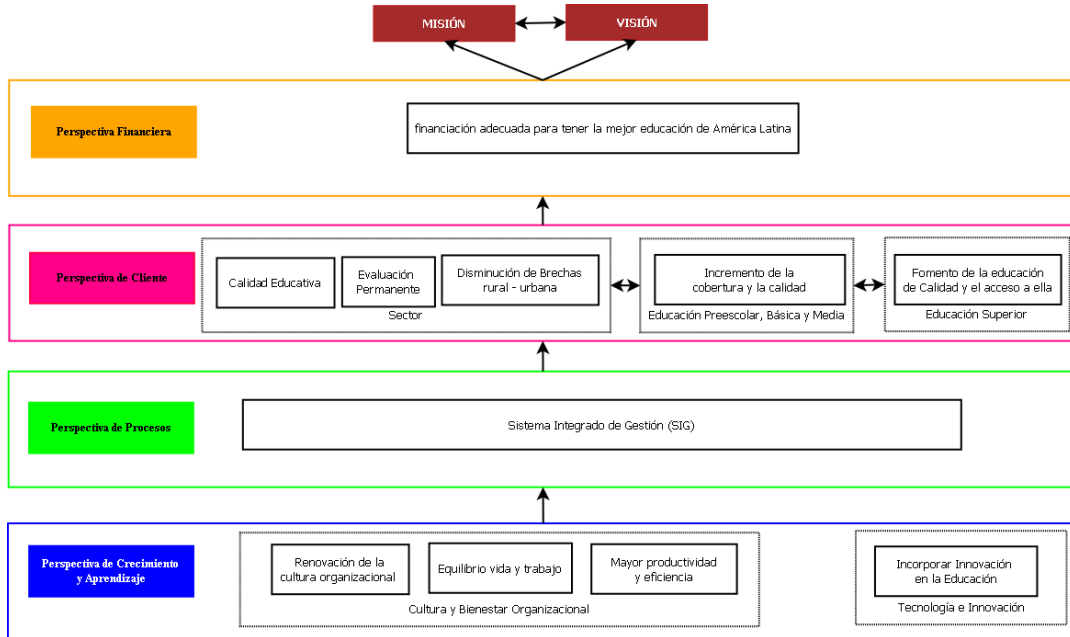 MISIÓN
VISIÓN
Perspectiva Financiera
financiación adecuada para tener la mejor educación de América Latina
Perspectiva de Cliente
Calidad Educativa
Evaluación
Permanente
Disminución de Brechas
rural - urbana
Sector
Incremento de la
cobertura y la calidad
Educación Preescolar, Básica y Media
Fomento de la educación
de Calidad y el acceso a ella
Educación Superior
Perspectiva de Procesos
Sistema Integrado de Gestión (SIG)
Perspectiva de Crecimiento
y Aprendizaje
Renovación de la
cultura organizacional
Equilibrio vida y trabajo
Mayor productividad
y eficiencia
Cultura y Bienestar Organizacional
Incorporar Innovación
en la Educación
Tecnología e Innovación